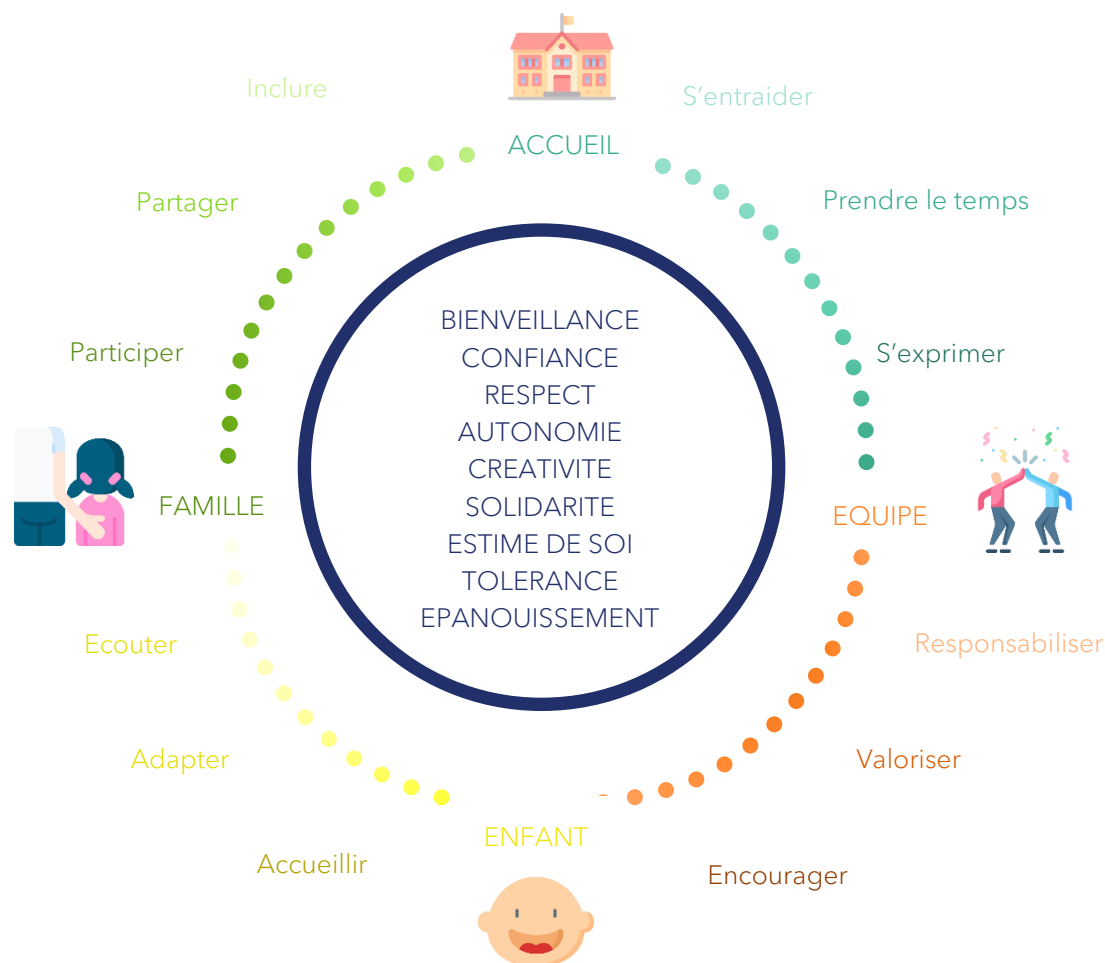 Inclure
S'entraider
ACCUEIL
Partager
Prendre le temps
BIENVEILLANCE
CONFIANCE
RESPECT
AUTONOMIE
CREATIVITE
SOLIDARITE
ESTIME DE SOI
TOLERANCE
EPANOUISSEMENT
Participer
S'exprimer
FAMILLE
EQUIPE
Ecouter
Responsabiliser
Adapter
Valoriser
ENFANT
Accueillir
Encourager